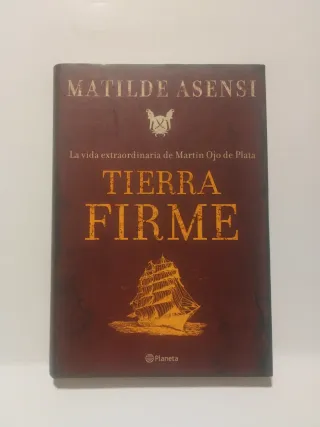 MATILDE ASENSI
La vida extraordinaria de Martín Ojo de Plata
TIERRA
FIRME
Planeta